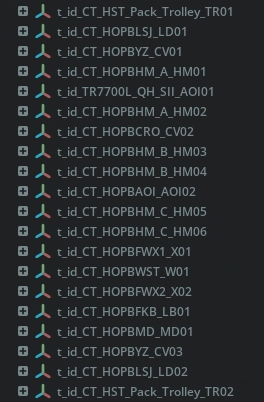 t_id_CT_HST_Pack_Trolley_TR01
t_id_CT_HOPBLSJ_LD01
t_id_CT_HOPBYZ_CV01
t_id_CT_HOPBHM_A_HM01
t_id_TR7700L_QH_SII_AOI01
t_id_CT_HOPBHM_A_HM02
t_id_CT_HOPBCRO_CV02
t_id_CT_HOPBHM_B_HM03
t_id_CT_HOPBHM_B_HM04
t_id_CT_HOPBAOI_AOI02
t_id_CT_HOPBHM_C_HM05
t_id_CT_HOPBHM_C_HM06
t_id_CT_HOPBFWX1_X01
t_id_CT_HOPBWST_W01
t_id_CT_HOPBFWX2_X02
t_id_CT_HOPBFKB_LB01
t_id_CT_HOPBMD_MD01
t_id_CT_HOPBYZ_CV03
t_id_CT_HOPBLSJ_LD02
t_id_CT_HST_Pack_Trolley_TR02